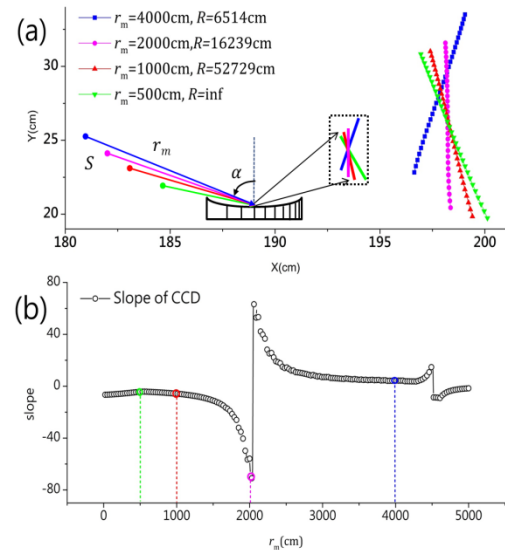 (a)
r_m=4000cm, R=6514cm
r_m=2000cm, R=16239cm
r_m=1000cm, R=52729cm
r_m=500cm, R=inf
Y(cm)
35
30
25
20
S
r_m
α
180
185
190
195
200
X(cm)
(b)
Slope of CCD
slope
80
40
0
-40
-80
0
1000
2000
3000
4000
5000
r_m(cm)